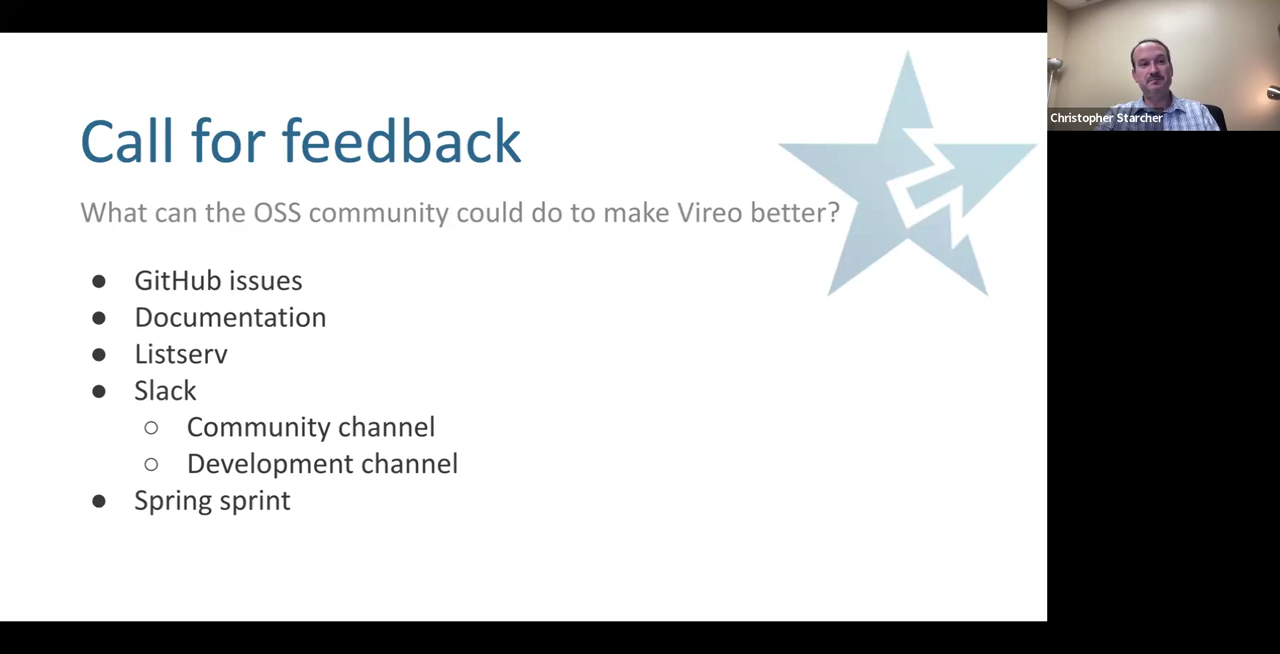 Call for feedback
What can the OSS community could do to make Vireo better?
● GitHub issues
● Documentation
● Listserv
● Slack
○ Community channel
○ Development channel
● Spring sprint
Christopher Starcher